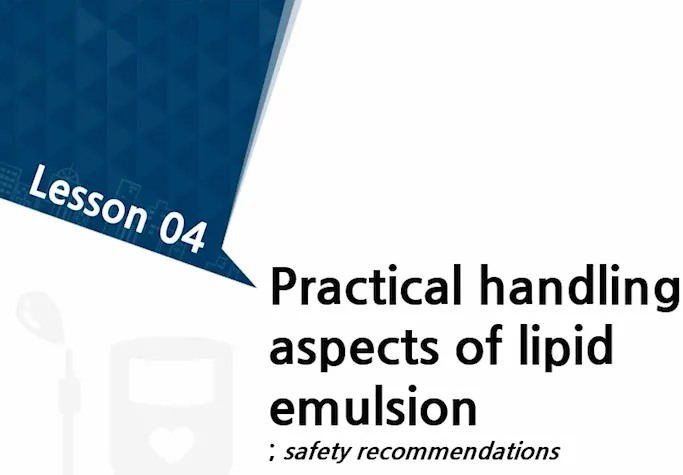 Lesson 04
Practical handling
aspects of lipid
emulsion
; safety recommendations